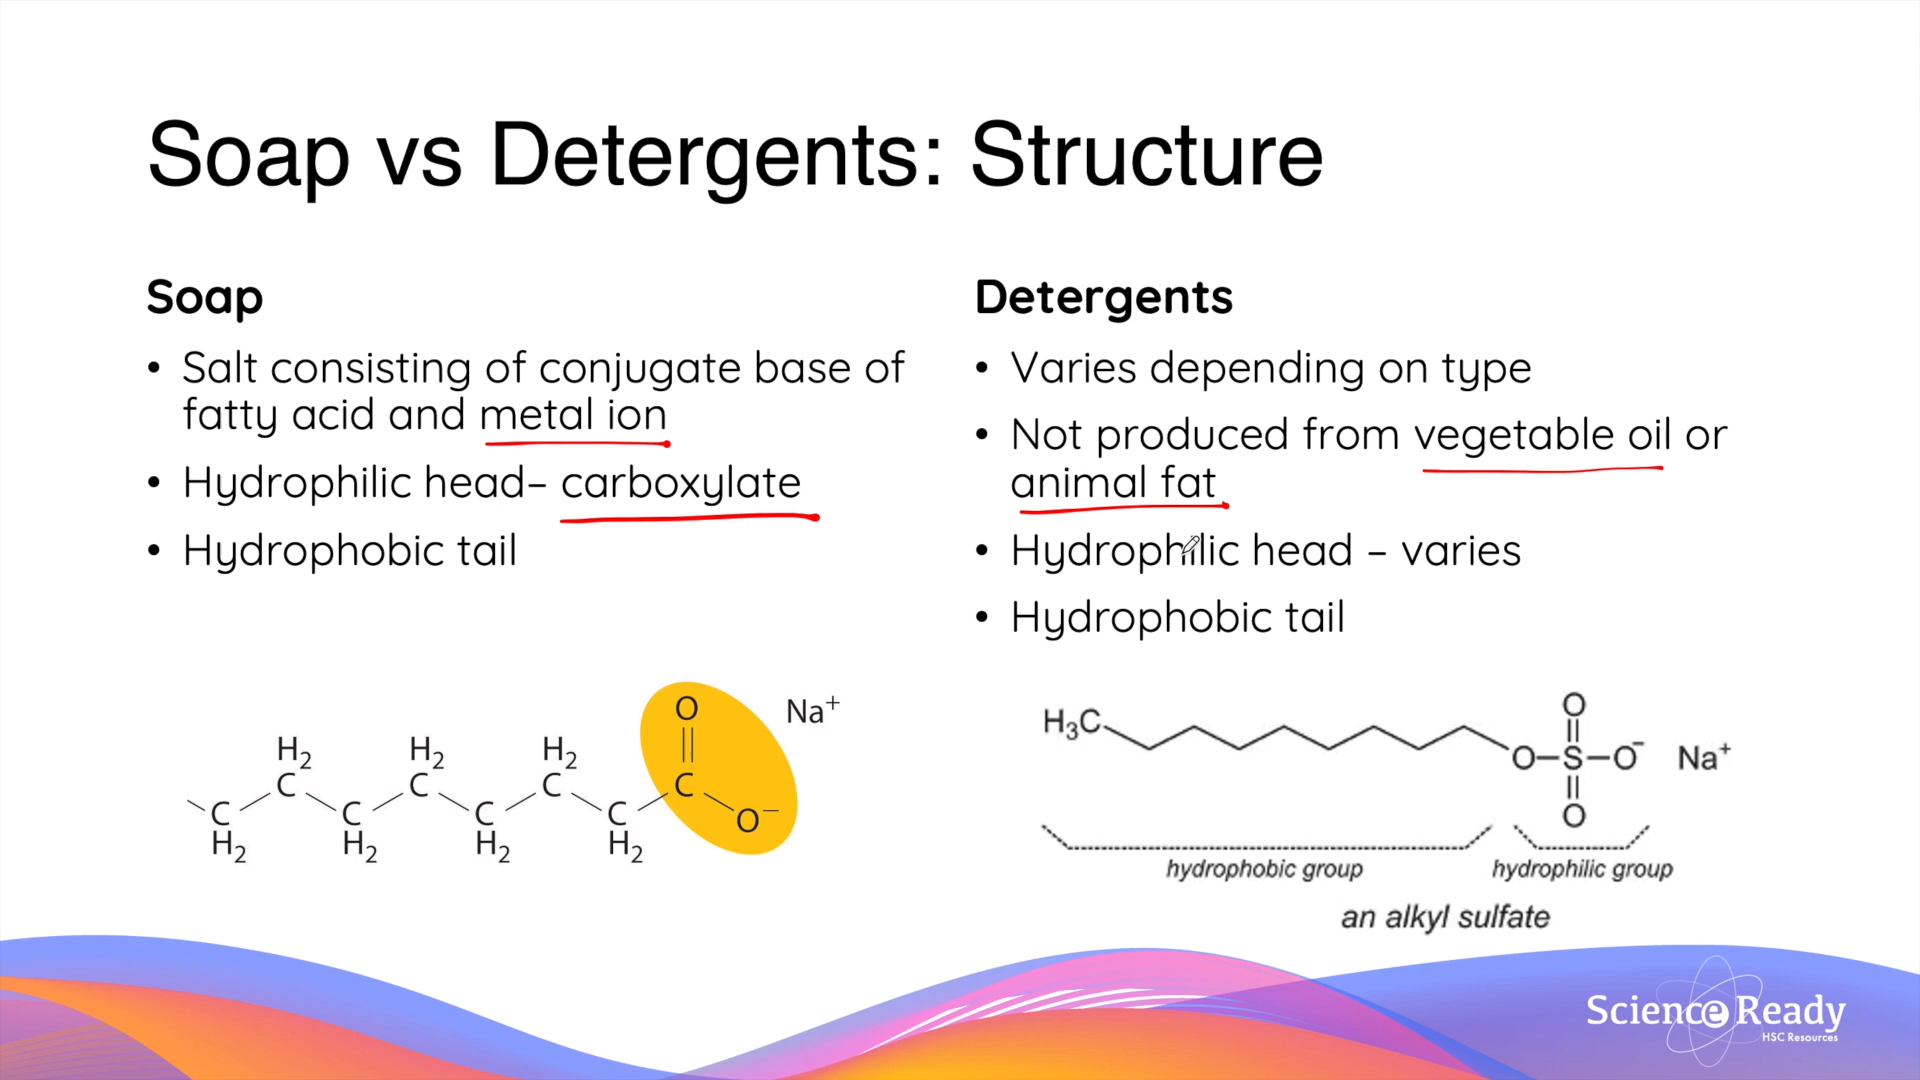 Soap vs Detergents: Structure
Soap
• Salt consisting of conjugate base of
fatty acid and metal ion
• Hydrophilic head– carboxylate
• Hydrophobic tail
Detergents
• Varies depending on type
• Not produced from vegetable oil or
animal fat
• Hydrophilic head – varies
• Hydrophobic tail
O Na⁺
H₂ H₂ H₂
C C C C
C C C C O⁻
H₂ H₂ H₂ H₂
O
H₃C O–S–O⁻ Na⁺
O
hydrophobic group hydrophilic group
an alkyl sulfate
Science Ready
HSC Resources